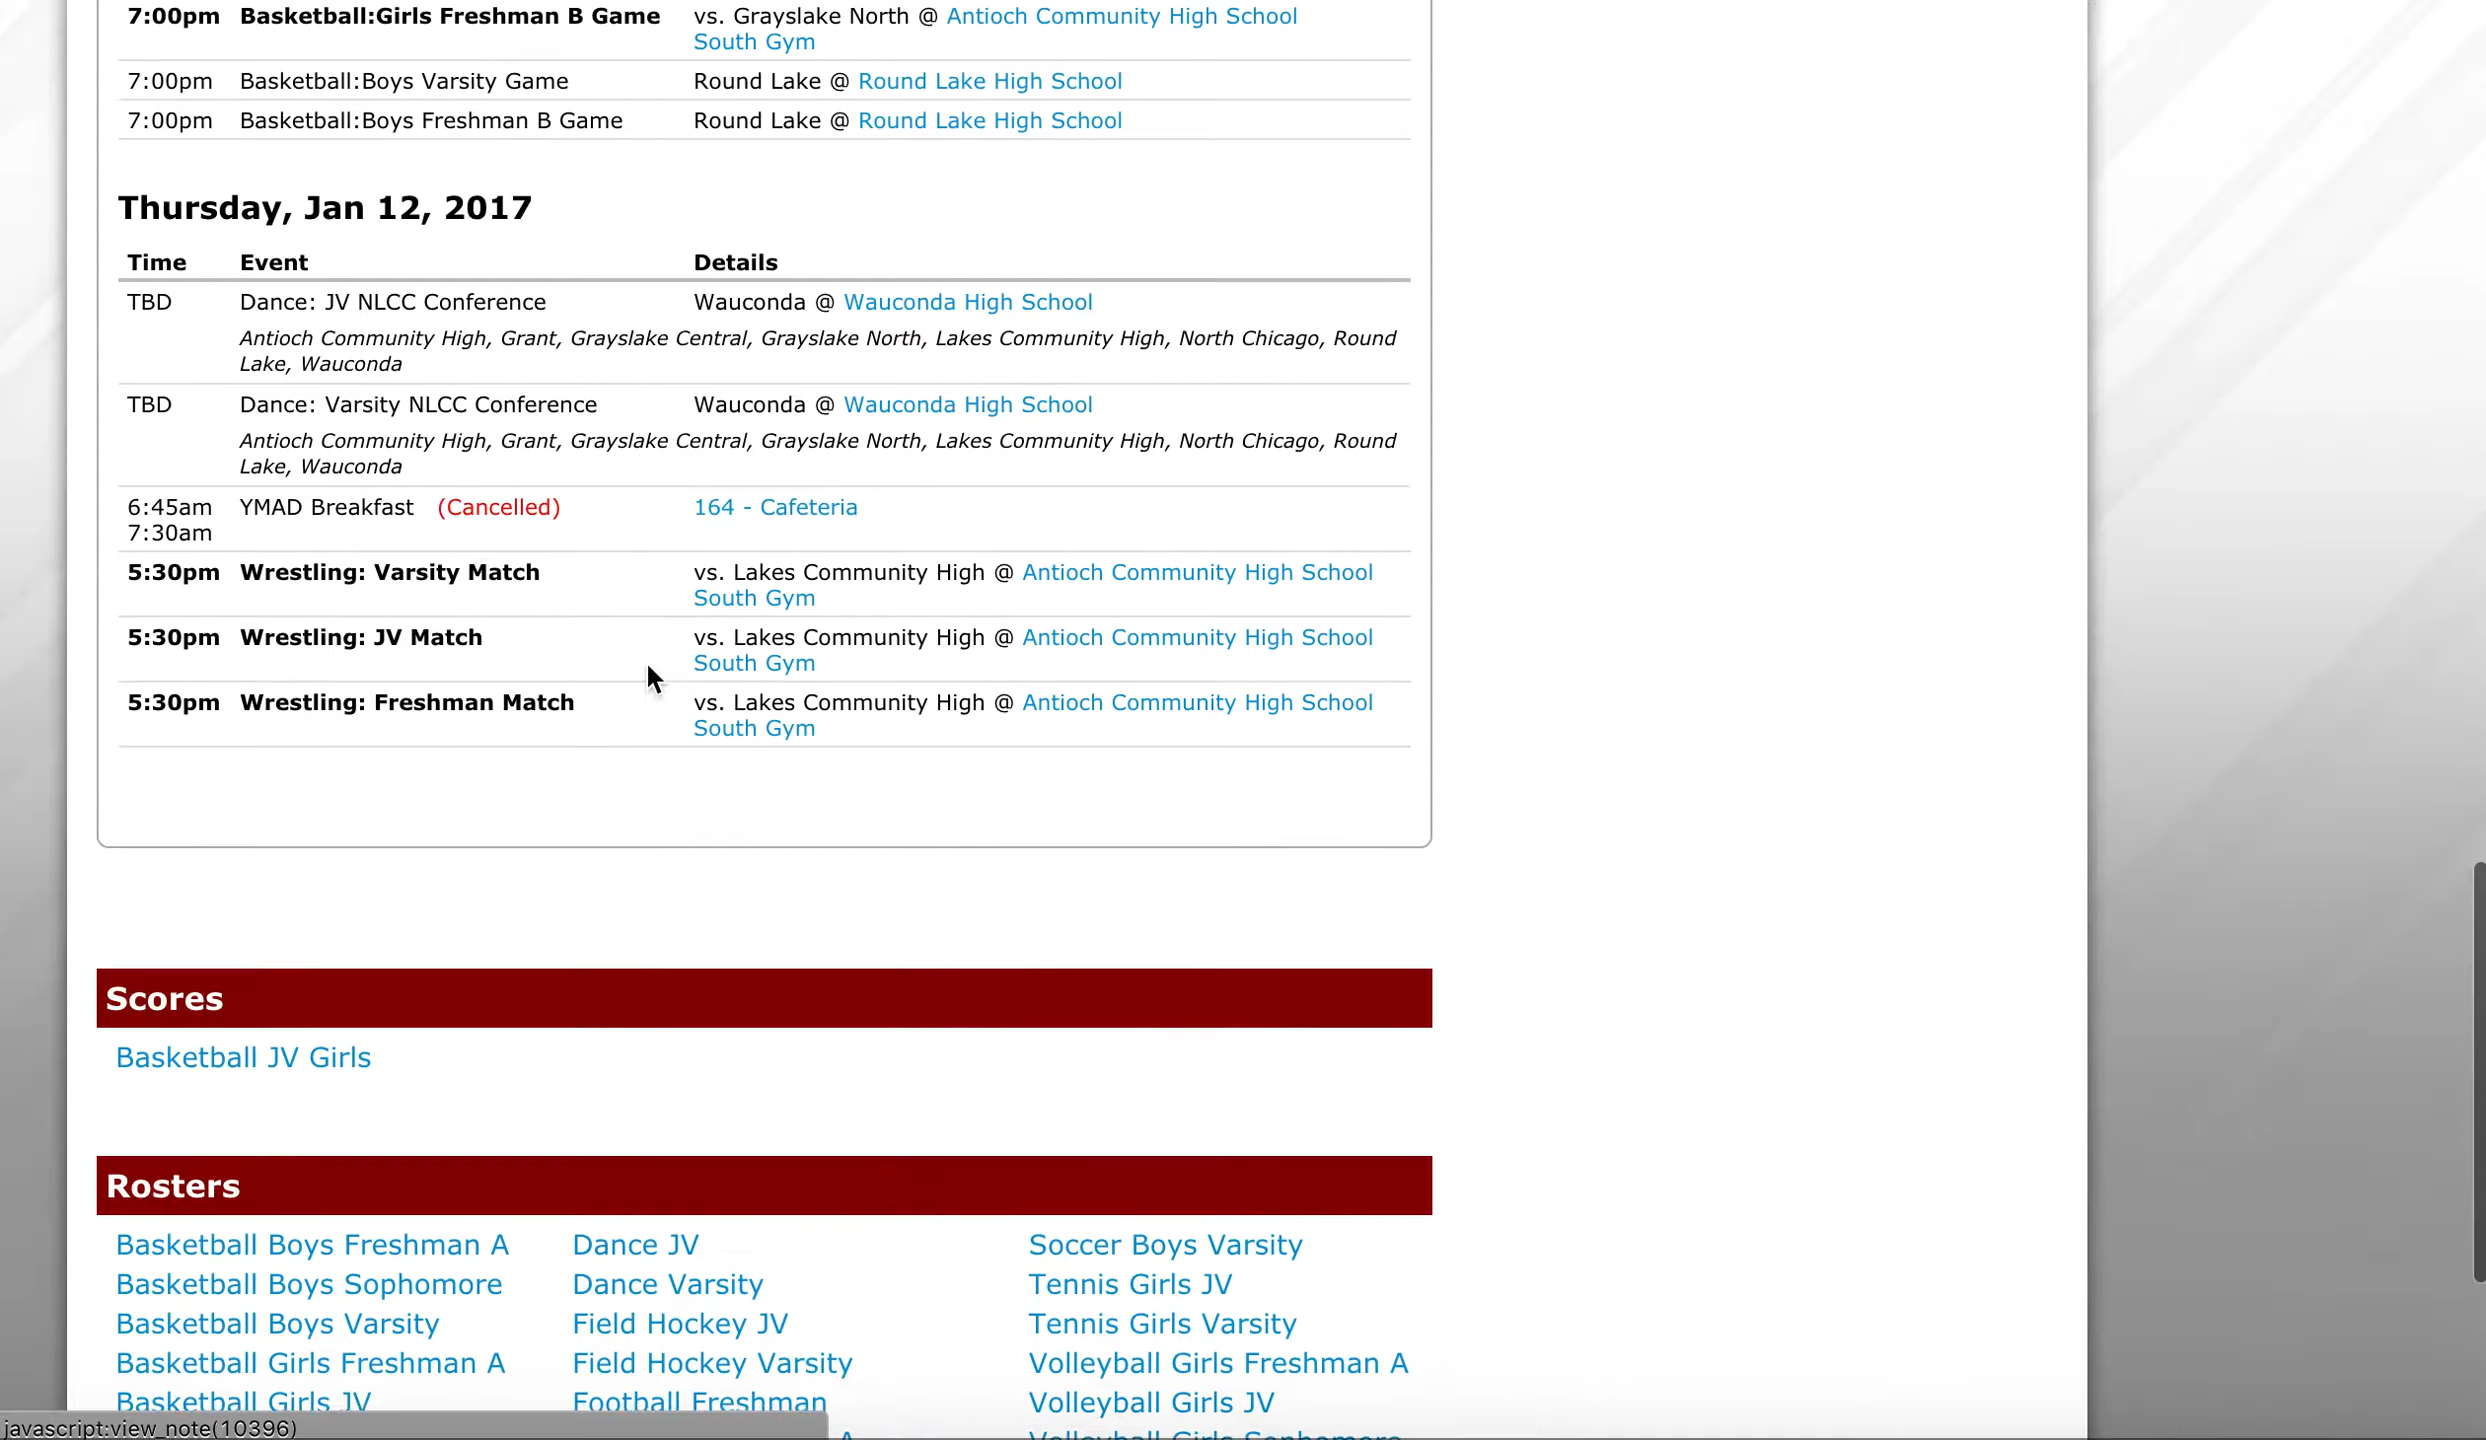 7:00pm Basketball:Girls Freshman B Game vs. Grayslake North @ Antioch Community High School
South Gym
7:00pm Basketball:Boys Varsity Game Round Lake @ Round Lake High School
7:00pm Basketball:Boys Freshman B Game Round Lake @ Round Lake High School
Thursday, Jan 12, 2017
Time Event Details
TBD Dance: JV NLCC Conference Wauconda @ Wauconda High School
Antioch Community High, Grant, Grayslake Central, Grayslake North, Lakes Community High, North Chicago, Round
Lake, Wauconda
TBD Dance: Varsity NLCC Conference Wauconda @ Wauconda High School
Antioch Community High, Grant, Grayslake Central, Grayslake North, Lakes Community High, North Chicago, Round
Lake, Wauconda
6:45am YMAD Breakfast (Cancelled) 164 - Cafeteria
7:30am
5:30pm Wrestling: Varsity Match vs. Lakes Community High @ Antioch Community High School
South Gym
5:30pm Wrestling: JV Match vs. Lakes Community High @ Antioch Community High School
South Gym
5:30pm Wrestling: Freshman Match vs. Lakes Community High @ Antioch Community High School
South Gym
Scores
Basketball JV Girls
Rosters
Basketball Boys Freshman A Dance JV Soccer Boys Varsity
Basketball Boys Sophomore Dance Varsity Tennis Girls JV
Basketball Boys Varsity Field Hockey JV Tennis Girls Varsity
Basketball Girls Freshman A Field Hockey Varsity Volleyball Girls Freshman A
Basketball Girls JV Football Freshman Volleyball Girls JV
A Volleyball Girls Sophomore
javascript:view_note(10396)